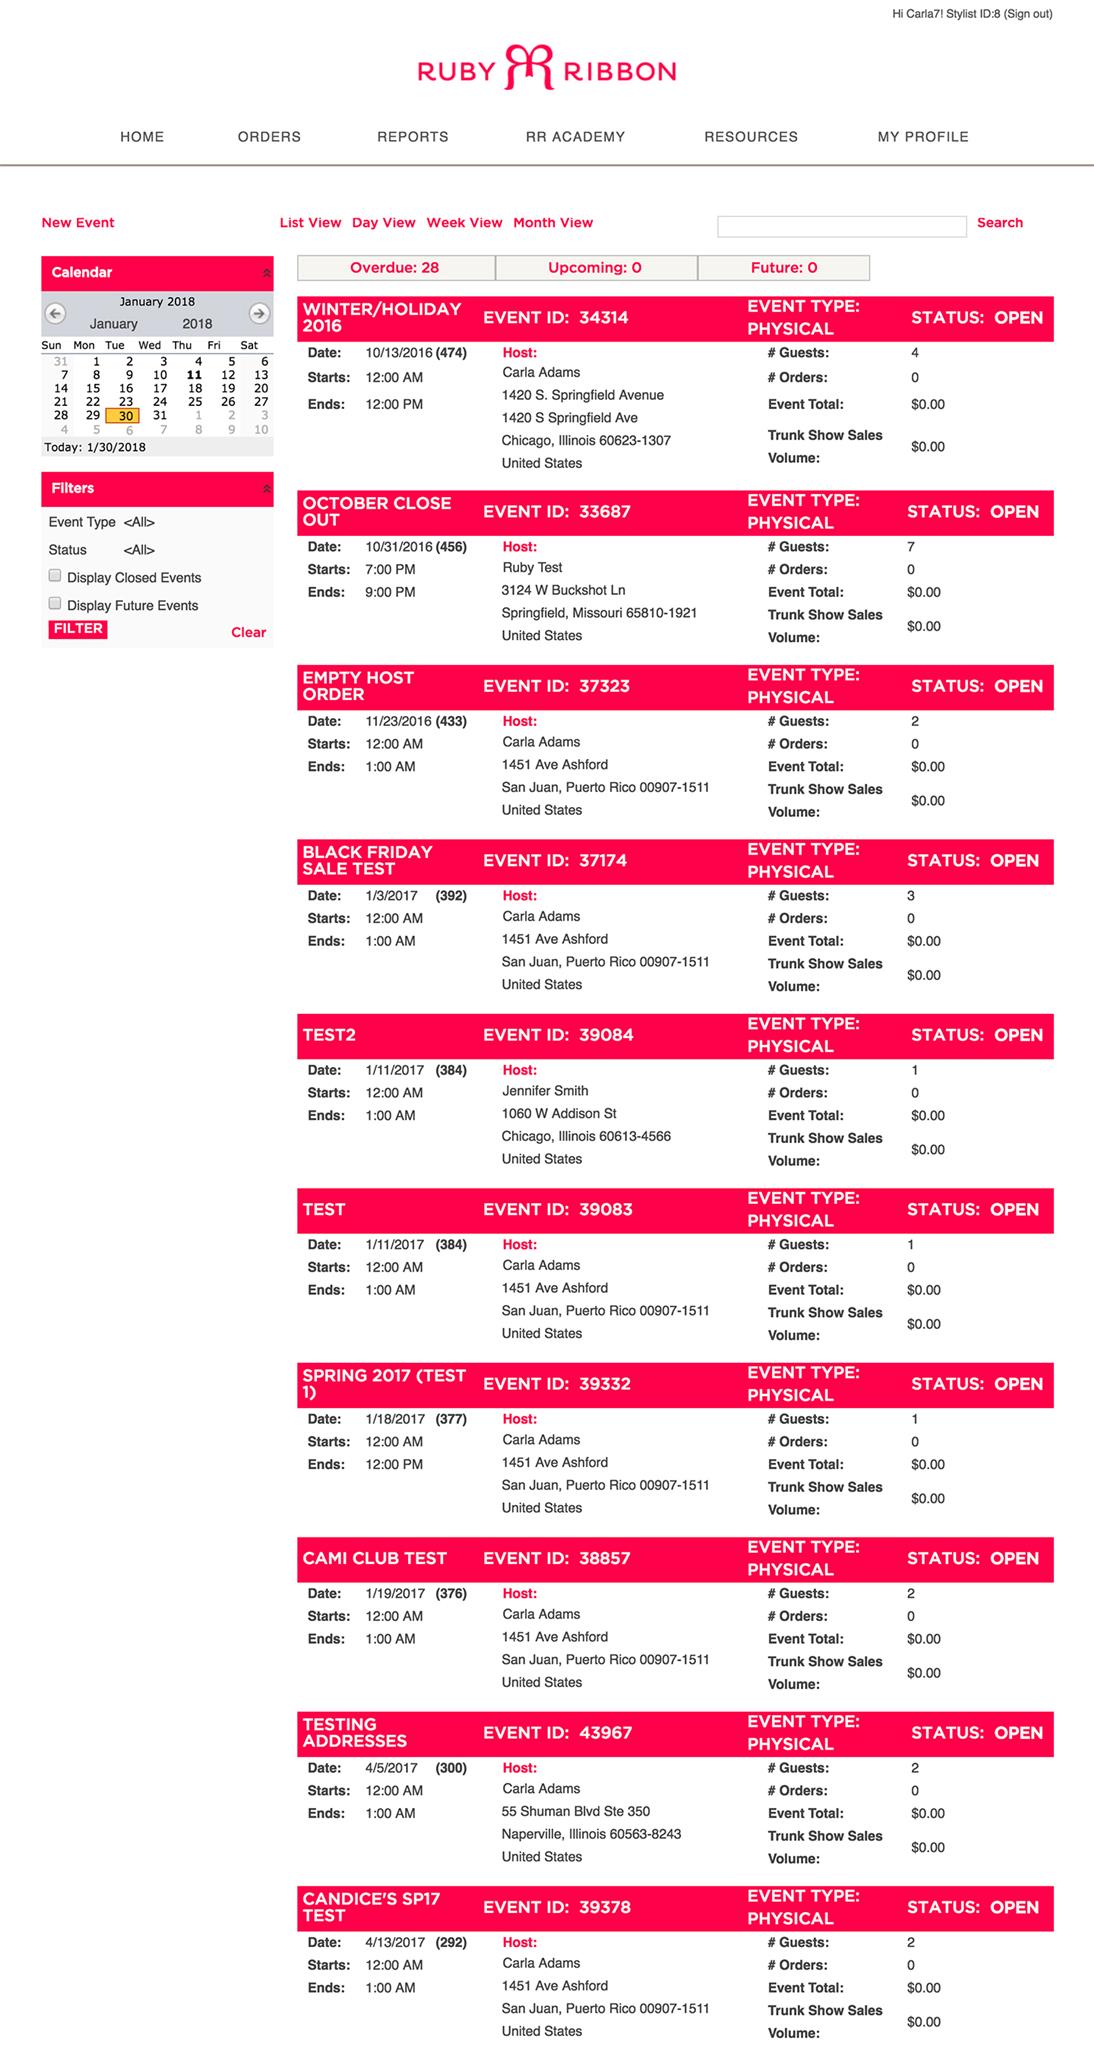 Hi Carla7! Stylist ID:8 (Sign out)
RUBY RIBBON
HOME ORDERS REPORTS RR ACADEMY RESOURCES MY PROFILE
New Event
List View Day View Week View Month View
Search
Calendar
January 2018
January 2018
Sun Mon Tue Wed Thu Fri Sat
31 1 2 3 4 5 6
7 8 9 10 11 12 13
14 15 16 17 18 19 20
21 22 23 24 25 26 27
28 29 30 31 1 2 3
4 5 6 7 8 9 10
Today: 1/30/2018
Filters
Event Type <All>
Status <All>
Display Closed Events
Display Future Events
FILTER
Clear
Overdue: 28 Upcoming: 0 Future: 0
WINTER/HOLIDAY
2016
EVENT ID: 34314
EVENT TYPE:
PHYSICAL
STATUS: OPEN
Date: 10/13/2016 (474)
Starts: 12:00 AM
Ends: 12:00 PM
Host:
Carla Adams
1420 S. Springfield Avenue
1420 S Springfield Ave
Chicago, Illinois 60623-1307
United States
# Guests: 4
# Orders: 0
Event Total: $0.00
Trunk Show Sales
Volume:
$0.00
OCTOBER CLOSE
OUT
EVENT ID: 33687
EVENT TYPE:
PHYSICAL
STATUS: OPEN
Date: 10/31/2016 (456)
Starts: 7:00 PM
Ends: 9:00 PM
Host:
Ruby Test
3124 W Buckshot Ln
Springfield, Missouri 65810-1921
United States
# Guests: 7
# Orders: 0
Event Total: $0.00
Trunk Show Sales
Volume:
$0.00
EMPTY HOST
ORDER
EVENT ID: 37323
EVENT TYPE:
PHYSICAL
STATUS: OPEN
Date: 11/23/2016 (433)
Starts: 12:00 AM
Ends: 1:00 AM
Host:
Carla Adams
1451 Ave Ashford
San Juan, Puerto Rico 00907-1511
United States
# Guests: 2
# Orders: 0
Event Total: $0.00
Trunk Show Sales
Volume:
$0.00
BLACK FRIDAY
SALE TEST
EVENT ID: 37174
EVENT TYPE:
PHYSICAL
STATUS: OPEN
Date: 1/3/2017 (392)
Starts: 12:00 AM
Ends: 1:00 AM
Host:
Carla Adams
1451 Ave Ashford
San Juan, Puerto Rico 00907-1511
United States
# Guests: 3
# Orders: 0
Event Total: $0.00
Trunk Show Sales
Volume:
$0.00
TEST2
EVENT ID: 39084
EVENT TYPE:
PHYSICAL
STATUS: OPEN
Date: 1/11/2017 (384)
Starts: 12:00 AM
Ends: 1:00 AM
Host:
Jennifer Smith
1060 W Addison St
Chicago, Illinois 60613-4566
United States
# Guests: 1
# Orders: 0
Event Total: $0.00
Trunk Show Sales
Volume:
$0.00
TEST
EVENT ID: 39083
EVENT TYPE:
PHYSICAL
STATUS: OPEN
Date: 1/11/2017 (384)
Starts: 12:00 AM
Ends: 1:00 AM
Host:
Carla Adams
1451 Ave Ashford
San Juan, Puerto Rico 00907-1511
United States
# Guests: 1
# Orders: 0
Event Total: $0.00
Trunk Show Sales
Volume:
$0.00
SPRING 2017 (TEST
1)
EVENT ID: 39332
EVENT TYPE:
PHYSICAL
STATUS: OPEN
Date: 1/18/2017 (377)
Starts: 12:00 AM
Ends: 12:00 PM
Host:
Carla Adams
1451 Ave Ashford
San Juan, Puerto Rico 00907-1511
United States
# Guests: 1
# Orders: 0
Event Total: $0.00
Trunk Show Sales
Volume:
$0.00
CAMI CLUB TEST
EVENT ID: 38857
EVENT TYPE:
PHYSICAL
STATUS: OPEN
Date: 1/19/2017 (376)
Starts: 12:00 AM
Ends: 1:00 AM
Host:
Carla Adams
1451 Ave Ashford
San Juan, Puerto Rico 00907-1511
United States
# Guests: 2
# Orders: 0
Event Total: $0.00
Trunk Show Sales
Volume:
$0.00
TESTING
ADDRESSES
EVENT ID: 43967
EVENT TYPE:
PHYSICAL
STATUS: OPEN
Date: 4/5/2017 (300)
Starts: 12:00 AM
Ends: 1:00 AM
Host:
Carla Adams
55 Shuman Blvd Ste 350
Naperville, Illinois 60563-8243
United States
# Guests: 2
# Orders: 0
Event Total: $0.00
Trunk Show Sales
Volume:
$0.00
CANDICE'S SP17
TEST
EVENT ID: 39378
EVENT TYPE:
PHYSICAL
STATUS: OPEN
Date: 4/13/2017 (292)
Starts: 12:00 AM
Ends: 1:00 AM
Host:
Carla Adams
1451 Ave Ashford
San Juan, Puerto Rico 00907-1511
United States
# Guests: 2
# Orders: 0
Event Total: $0.00
Trunk Show Sales
Volume:
$0.00